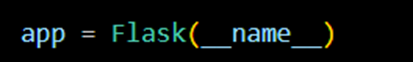 app = Flask(__name__)